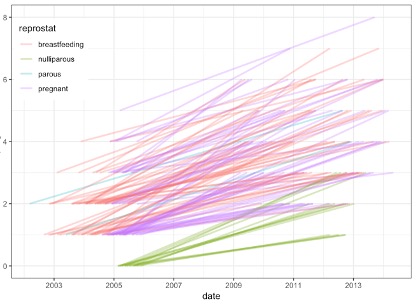 reprostat
breastfeeding
nulliparous
parous
pregnant
8
6
4
2
0
2003
2005
2007
2009
2011
2013
date